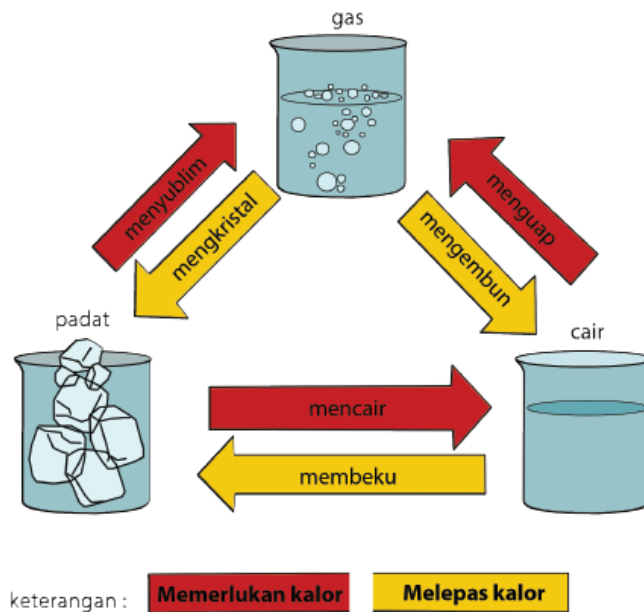 gas
menyublim
mengkristal
menguap
mengembun
padat
cair
mencair
membeku
keterangan : Memerlukan kalor Melepas kalor